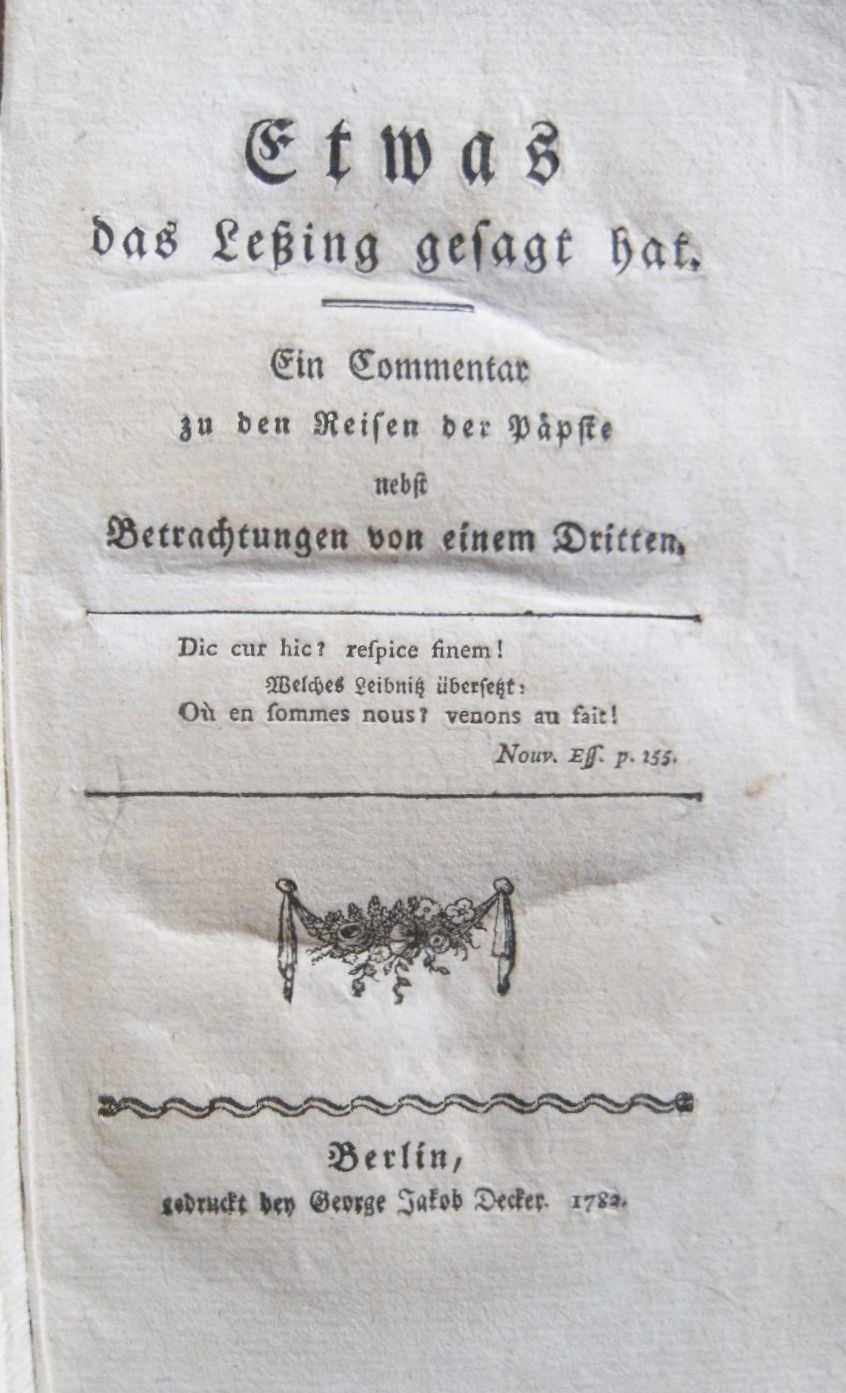 Etwas
das Leßing geſagt hat.
Ein Commentar
zu den Reiſen der Päpſte
nebſt
Betrachtungen von einem Dritten.
Dic cur hic? reſpice finem!
Welches Leibnitz überſetzt:
Où en ſommes nous? venons au fait!
Nouv. Eſſ. p. 255.
Berlin,
gedruckt bey George Jakob Decker. 1782.